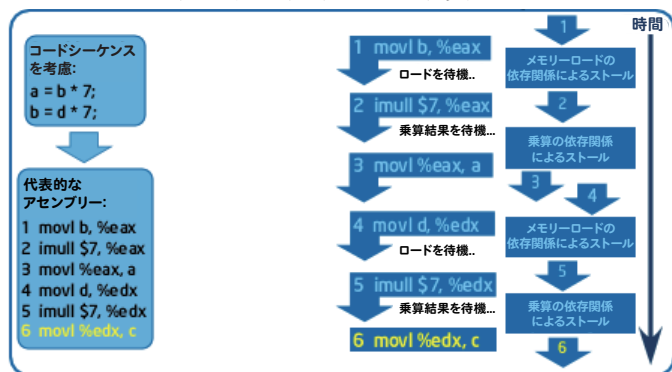 コードシーケンス
を考慮:
a = b * 7;
b = d * 7;
代表的な
アセンブリー:
1 movl b, %eax
2 imull $7, %eax
3 movl %eax, a
4 movl d, %edx
5 imull $7, %edx
6 movl %edx, c
1 movl b, %eax
ロードを待機..
2 imull $7, %eax
乗算結果を待機...
3 movl %eax, a
4 movl d, %edx
ロードを待機..
5 imull $7, %edx
乗算結果を待機...
6 movl %edx, c
時間
1
メモリーロードの
依存関係によるストール
2
乗算の依存関係
によるストール
3
4
メモリーロードの
依存関係によるストール
5
乗算の依存関係
によるストール
6